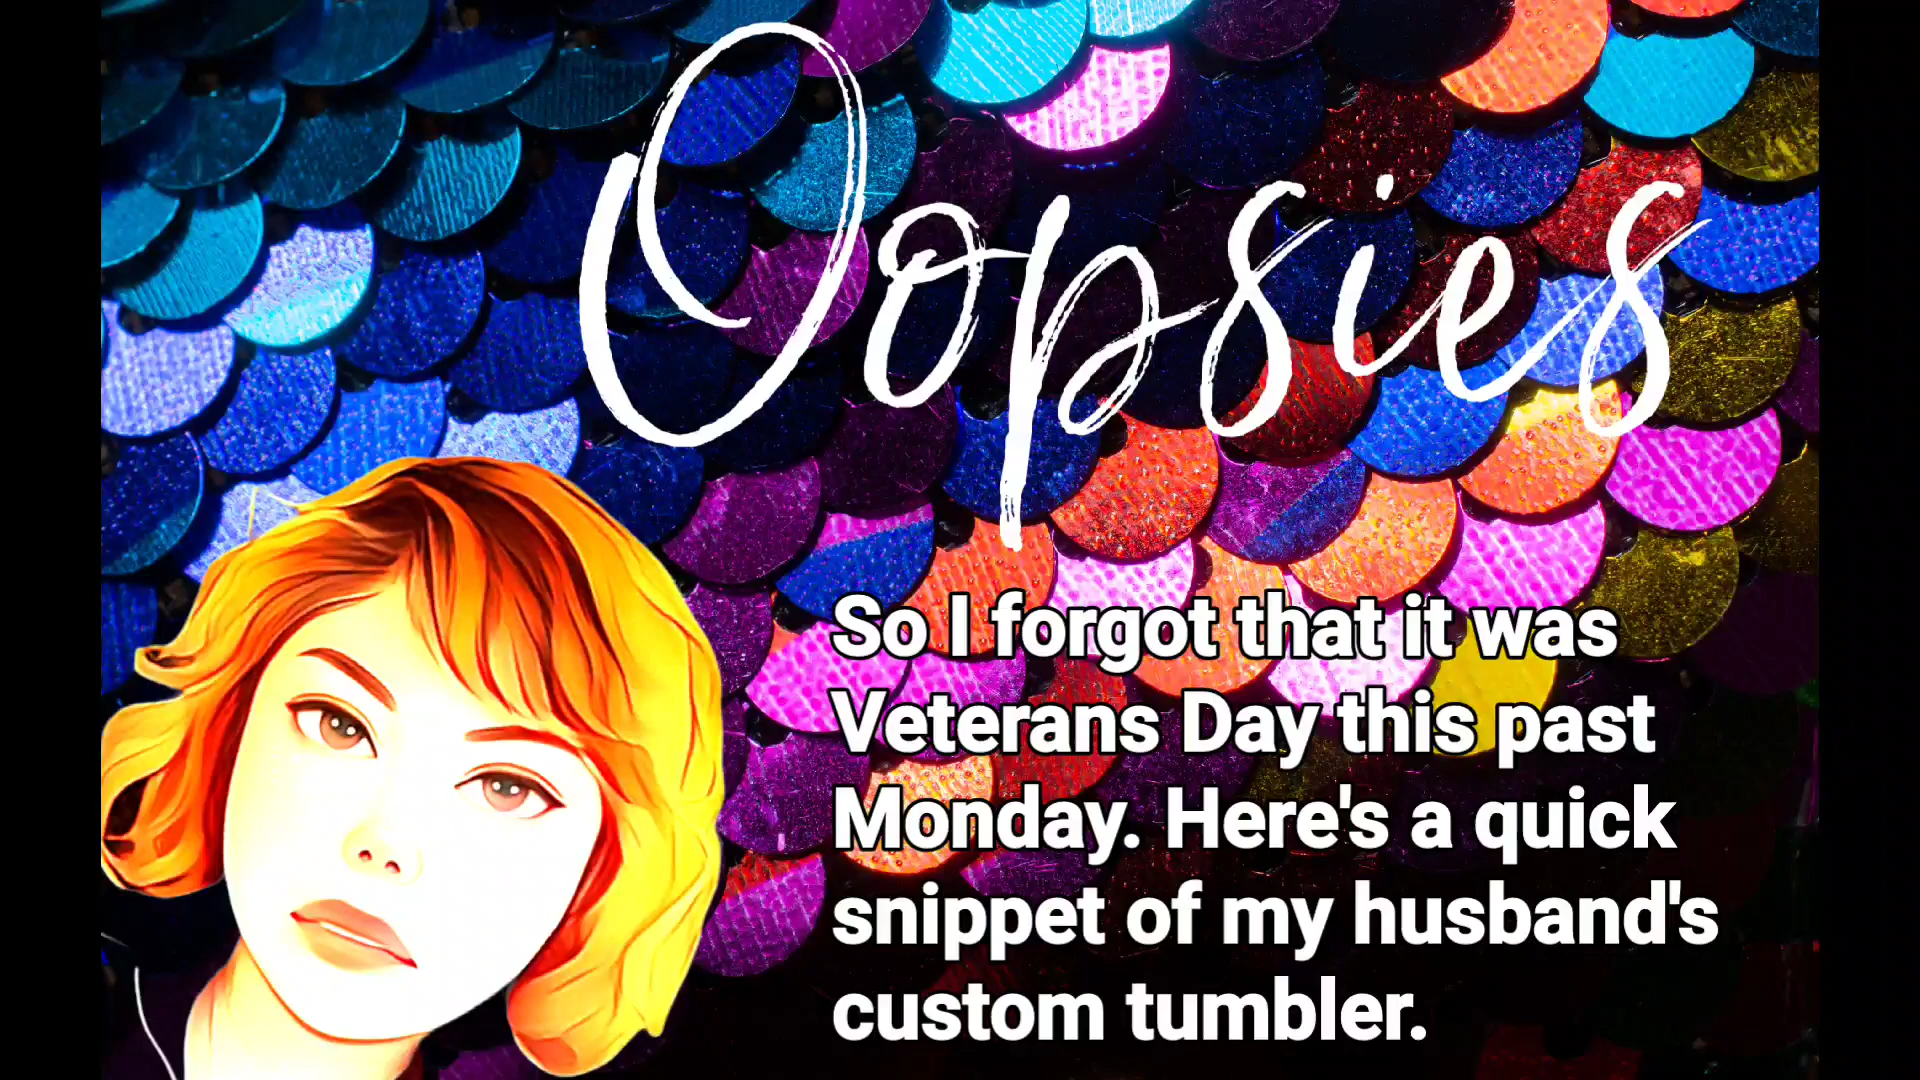 Oopsies
So I forgot that it was
Veterans Day this past
Monday. Here's a quick
snippet of my husband's
custom tumbler.